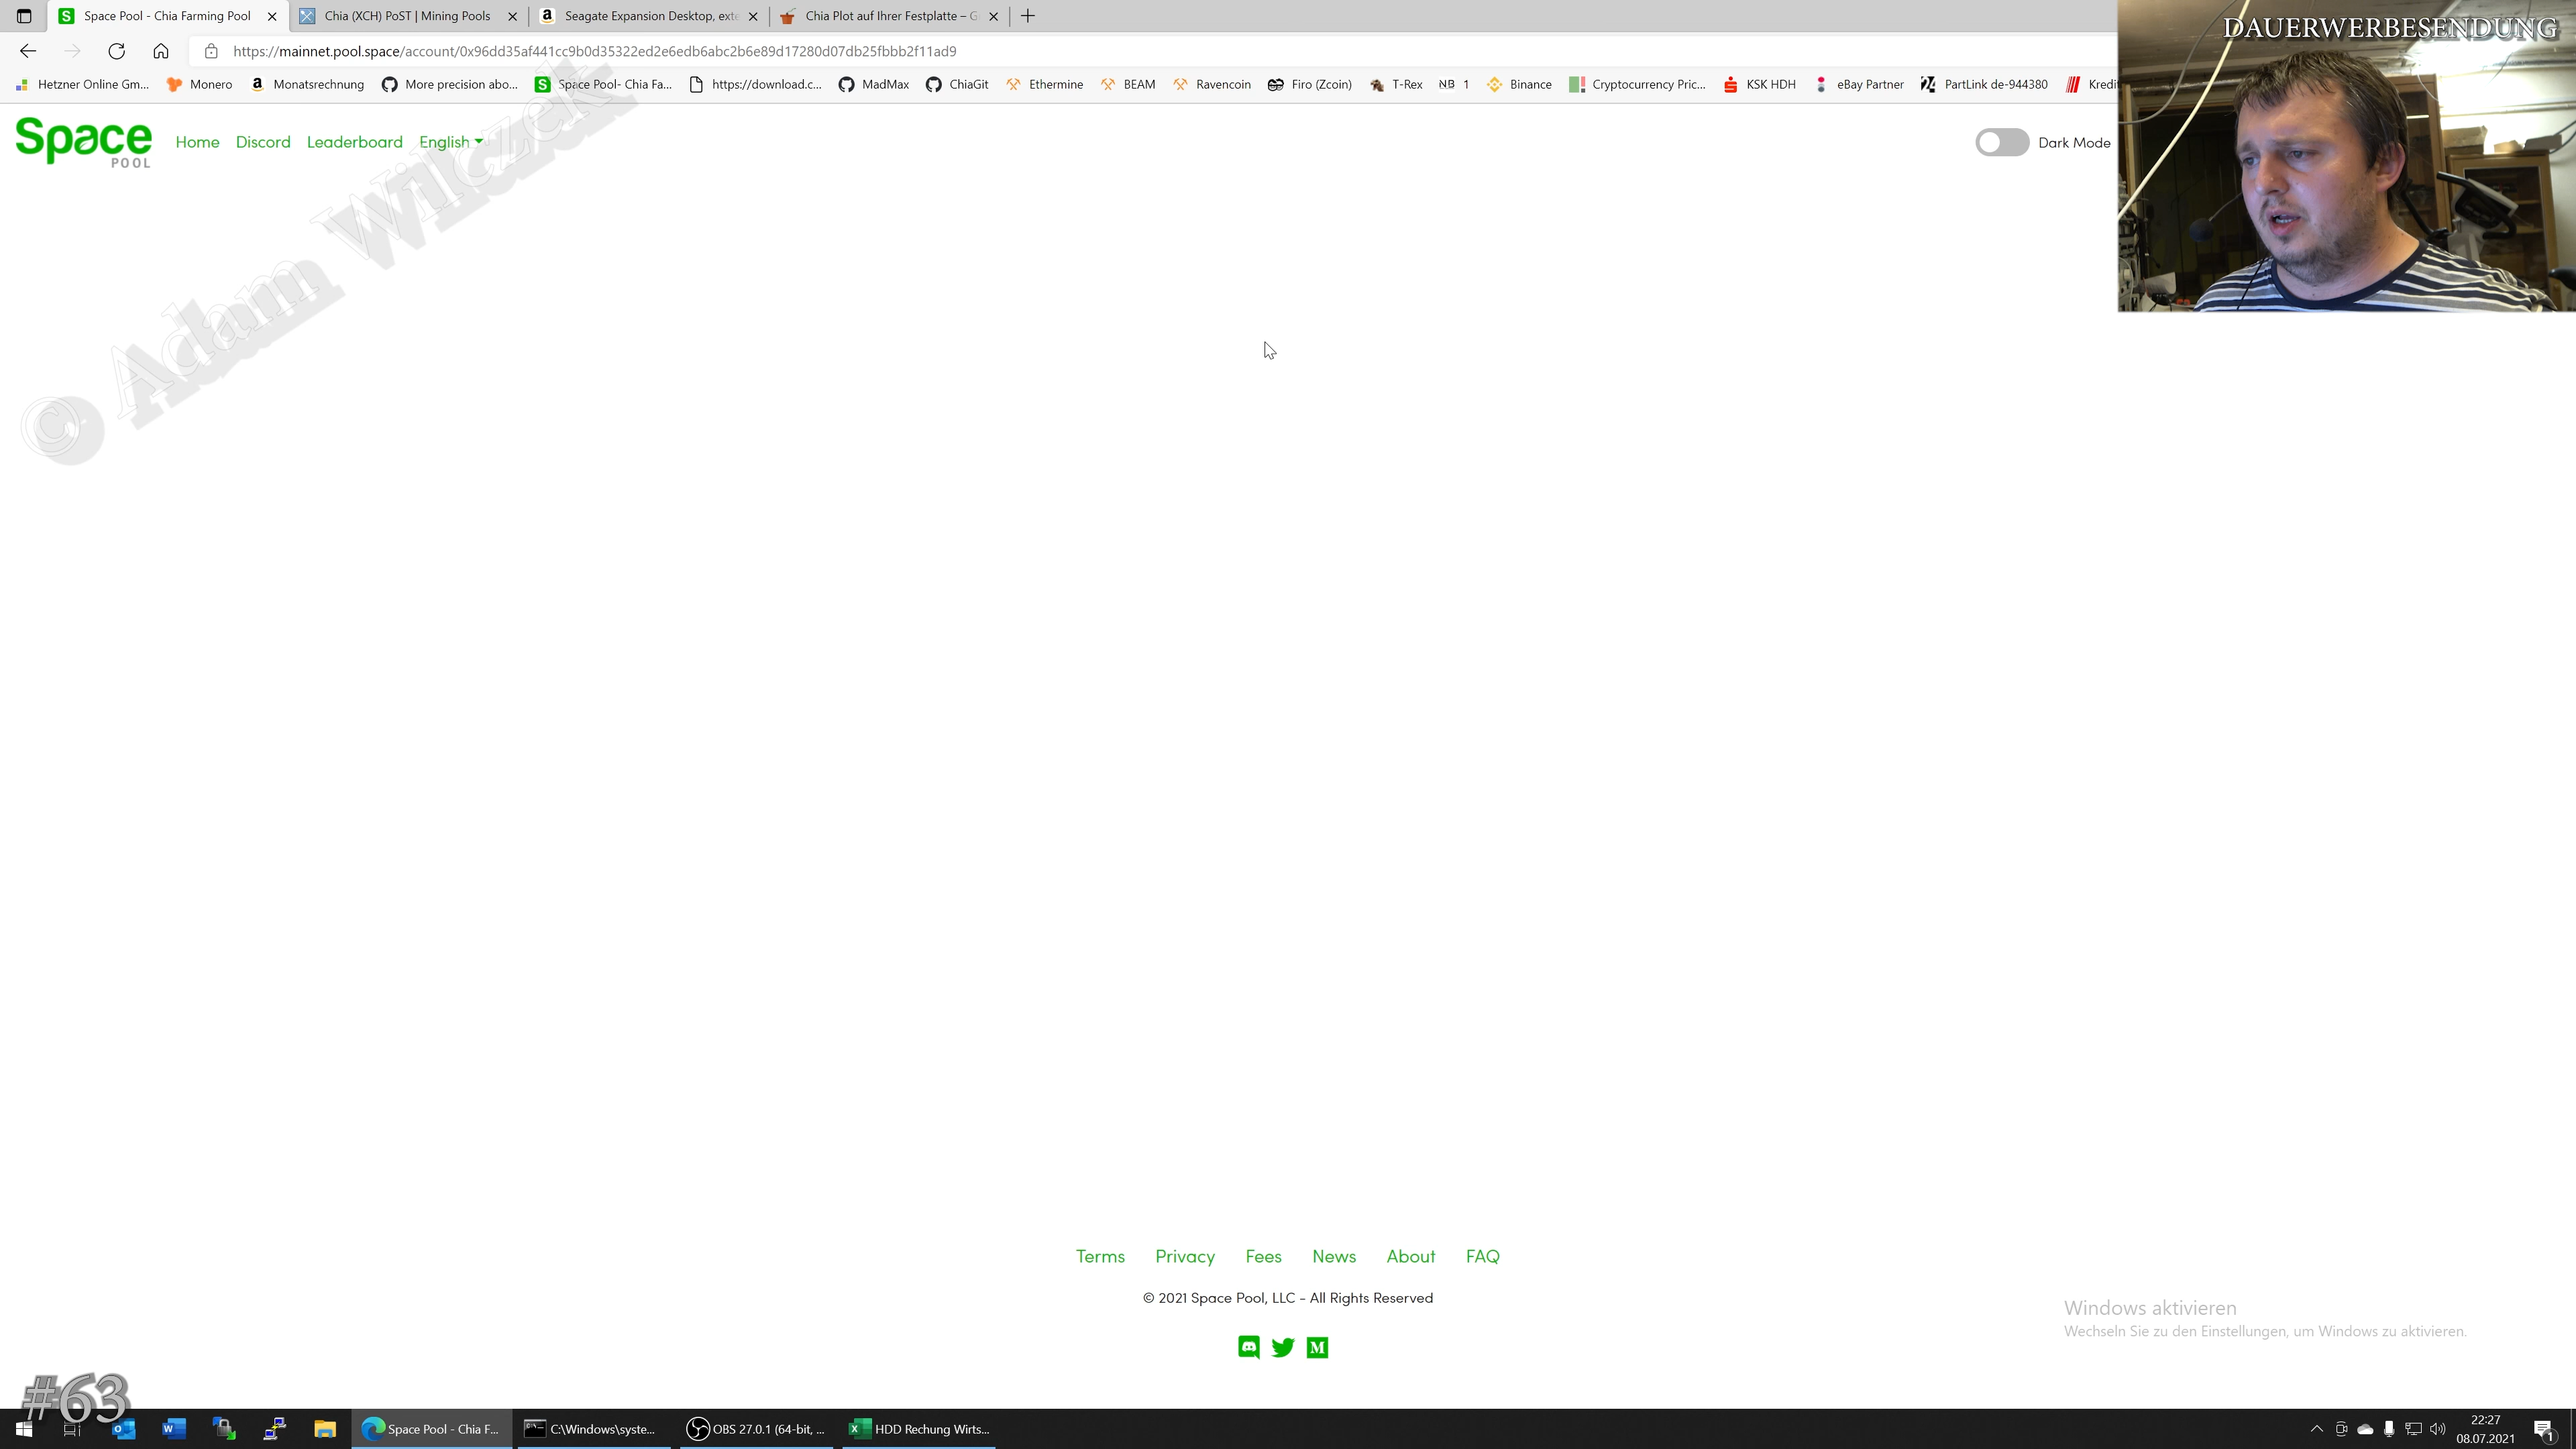 Space Pool - Chia Farming Pool
Chia (XCH) PoST | Mining Pools
Seagate Expansion Desktop, exte
Chia Plot auf Ihrer Festplatte – G
DAUERWERBESENDUNG
https://mainnet.pool.space/account/0x96dd35af441cc9b0d35322ed2e6edb6abc2b6e89d17280d07db25fbbb2f11ad9
Hetzner Online Gm...
Monero
Monatsrechnung
More precision abo...
Space Pool- Chia Fa...
https://download.c...
MadMax
ChiaGit
Ethermine
BEAM
Ravencoin
Firo (Zcoin)
T-Rex
NB 1
Binance
Cryptocurrency Pric...
KSK HDH
eBay Partner
PartLink de-944380
Kredit
Space POOL
Home
Discord
Leaderboard
English
Dark Mode
© Adam Wilczek
Terms
Privacy
Fees
News
About
FAQ
© 2021 Space Pool, LLC - All Rights Reserved
Windows aktivieren
Wechseln Sie zu den Einstellungen, um Windows zu aktivieren.
#63
Space Pool - Chia F...
C:\Windows\syste...
OBS 27.0.1 (64-bit, ...
HDD Rechung Wirts...
22:27
08.07.2021
1